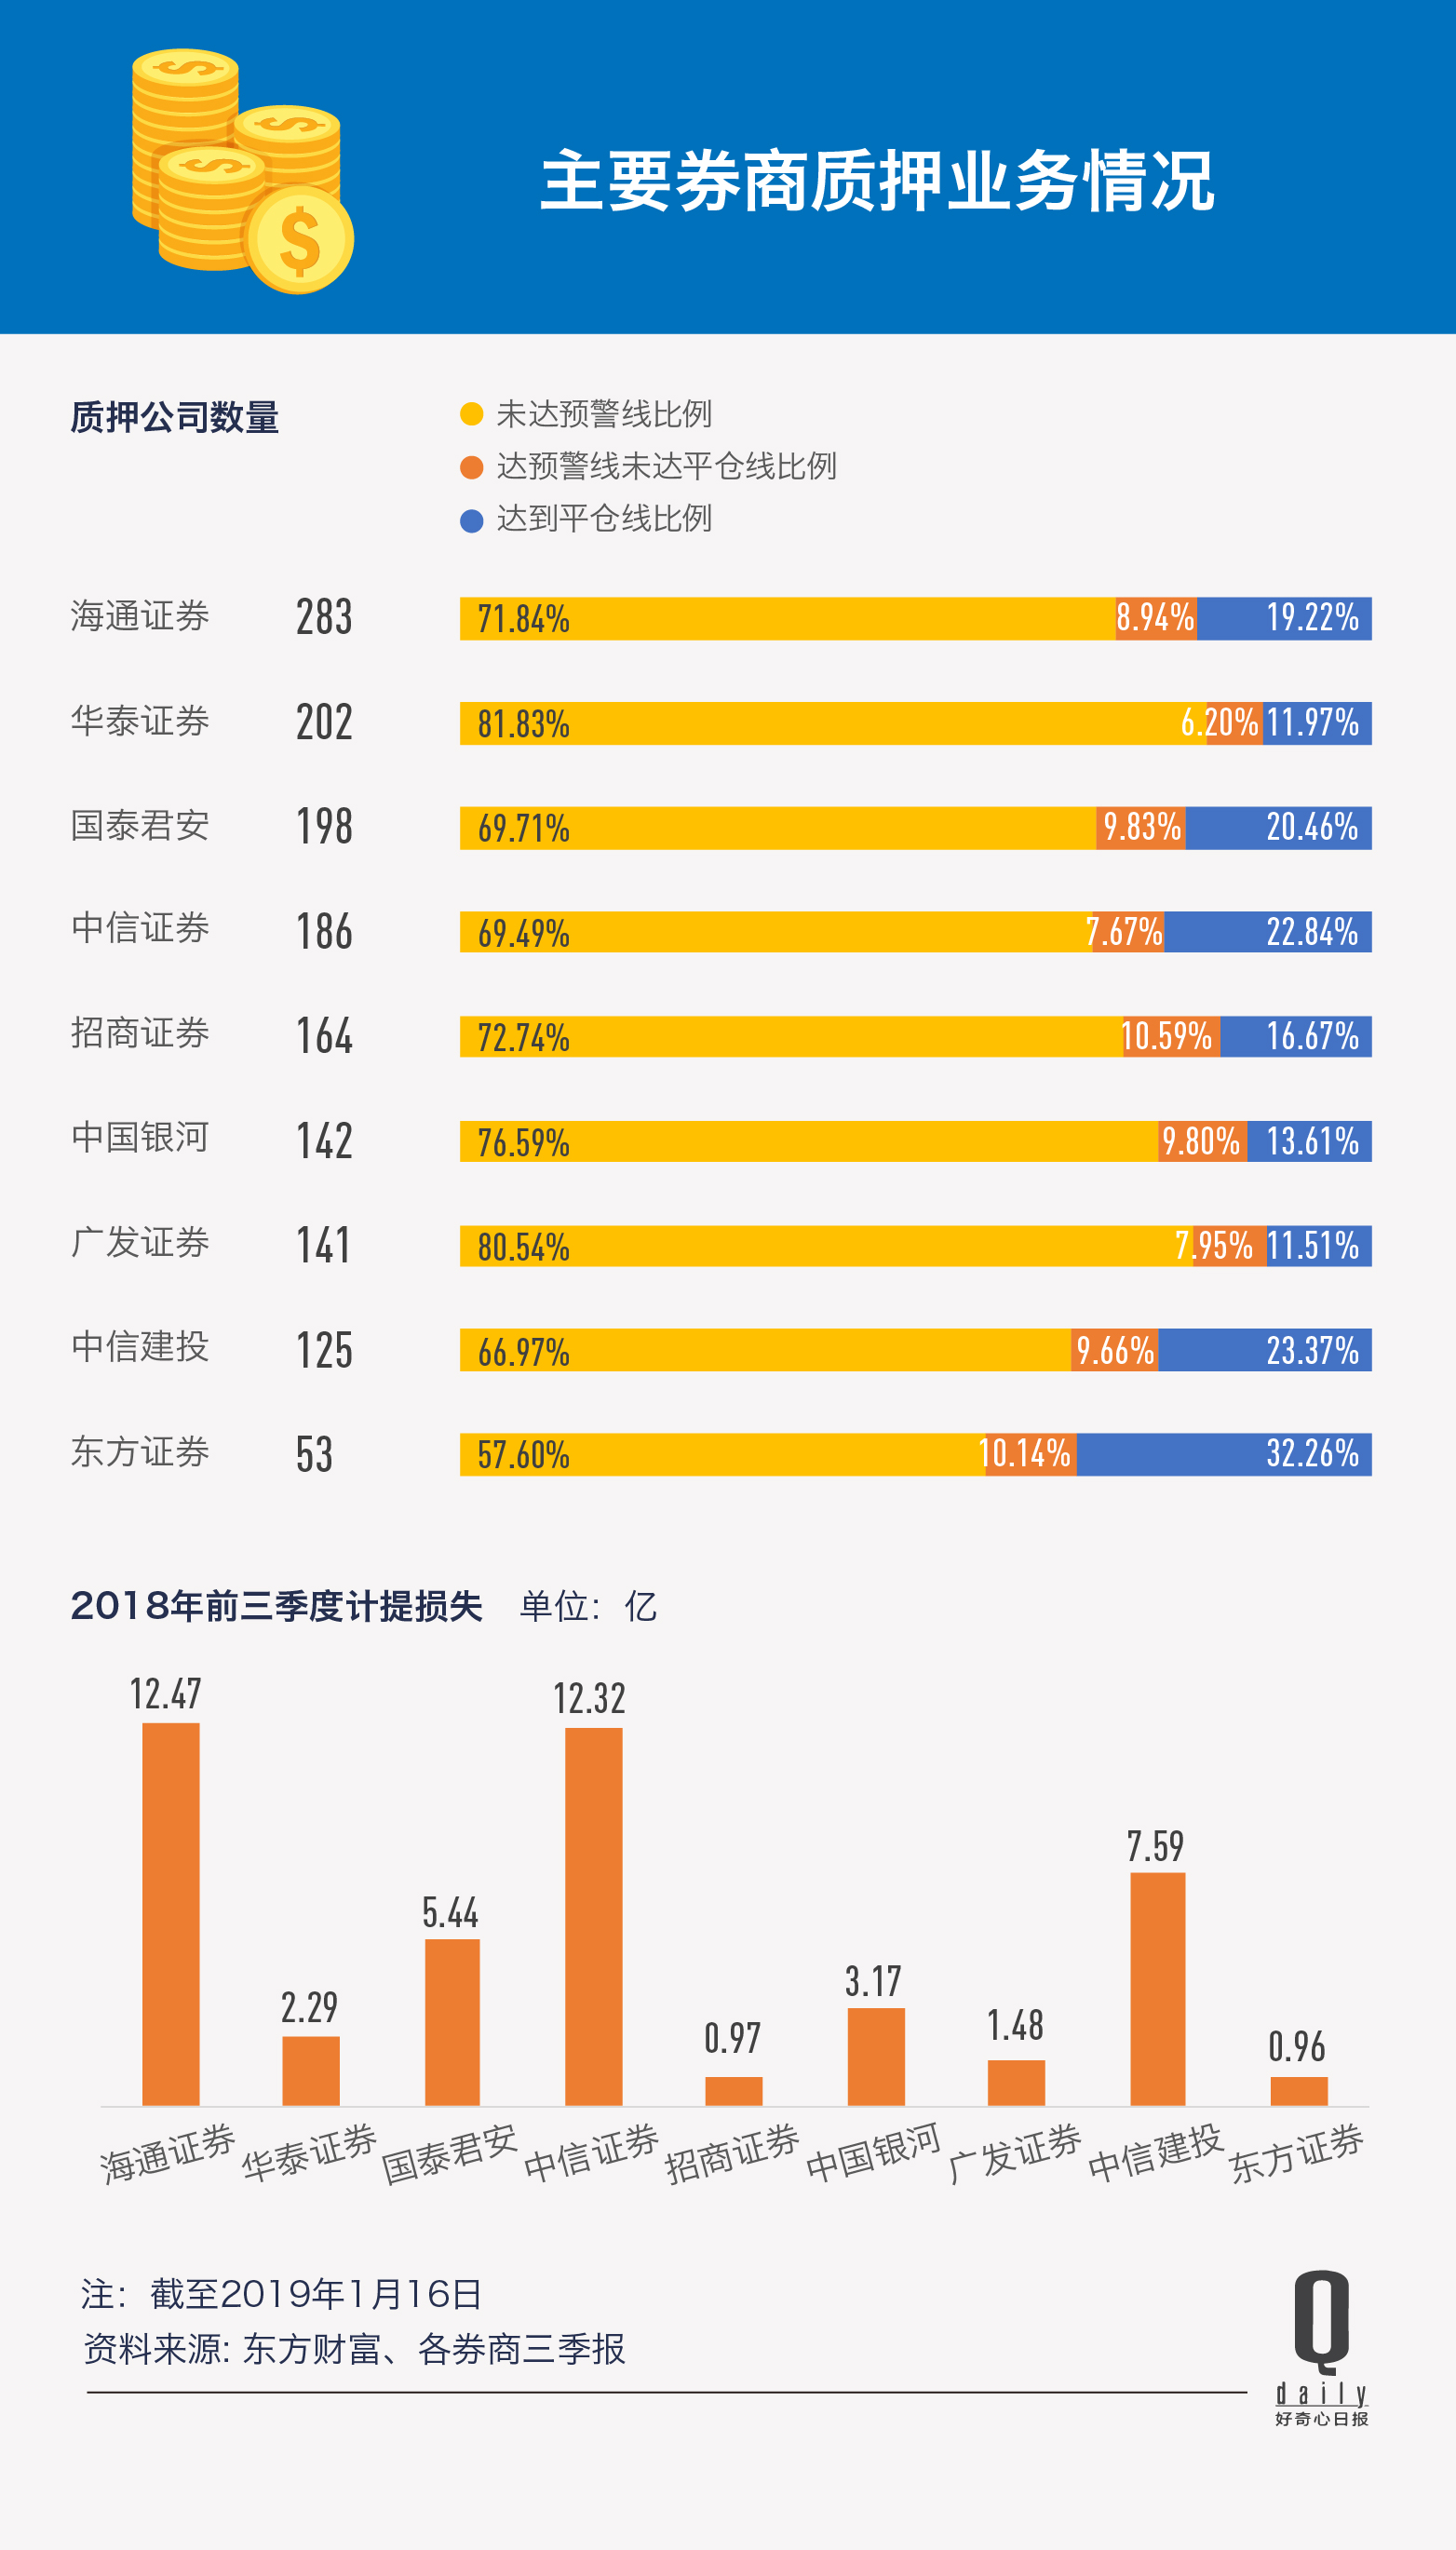 主要券商质押业务情况
质押公司数量
未达预警线比例
达预警线未达平仓线比例
达到平仓线比例
海通证券 283 71.84% 8.94% 19.22%
华泰证券 202 81.83% 6.20% 11.97%
国泰君安 198 69.71% 9.83% 20.46%
中信证券 186 69.49% 7.67% 22.84%
招商证券 164 72.74% 10.59% 16.67%
中国银河 142 76.59% 9.80% 13.61%
广发证券 141 80.54% 7.95% 11.51%
中信建投 125 66.97% 9.66% 23.37%
东方证券 53 57.60% 10.14% 32.26%
2018年前三季度计提损失 单位：亿
12.47 2.29 5.44 12.32 0.97 3.17 1.48 7.59 0.96
海通证券 华泰证券 国泰君安 中信证券 招商证券 中国银河 广发证券 中信建投 东方证券
注：截至2019年1月16日
资料来源: 东方财富、各券商三季报
Q
daily
好奇心日报